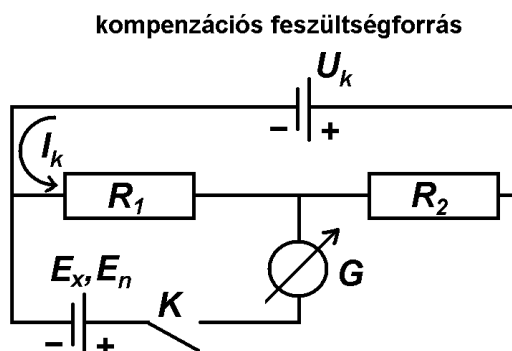 kompenzációs feszültségforrás
U_k
− +
I_k
R_1
R_2
E_x, E_n
K
G
− +